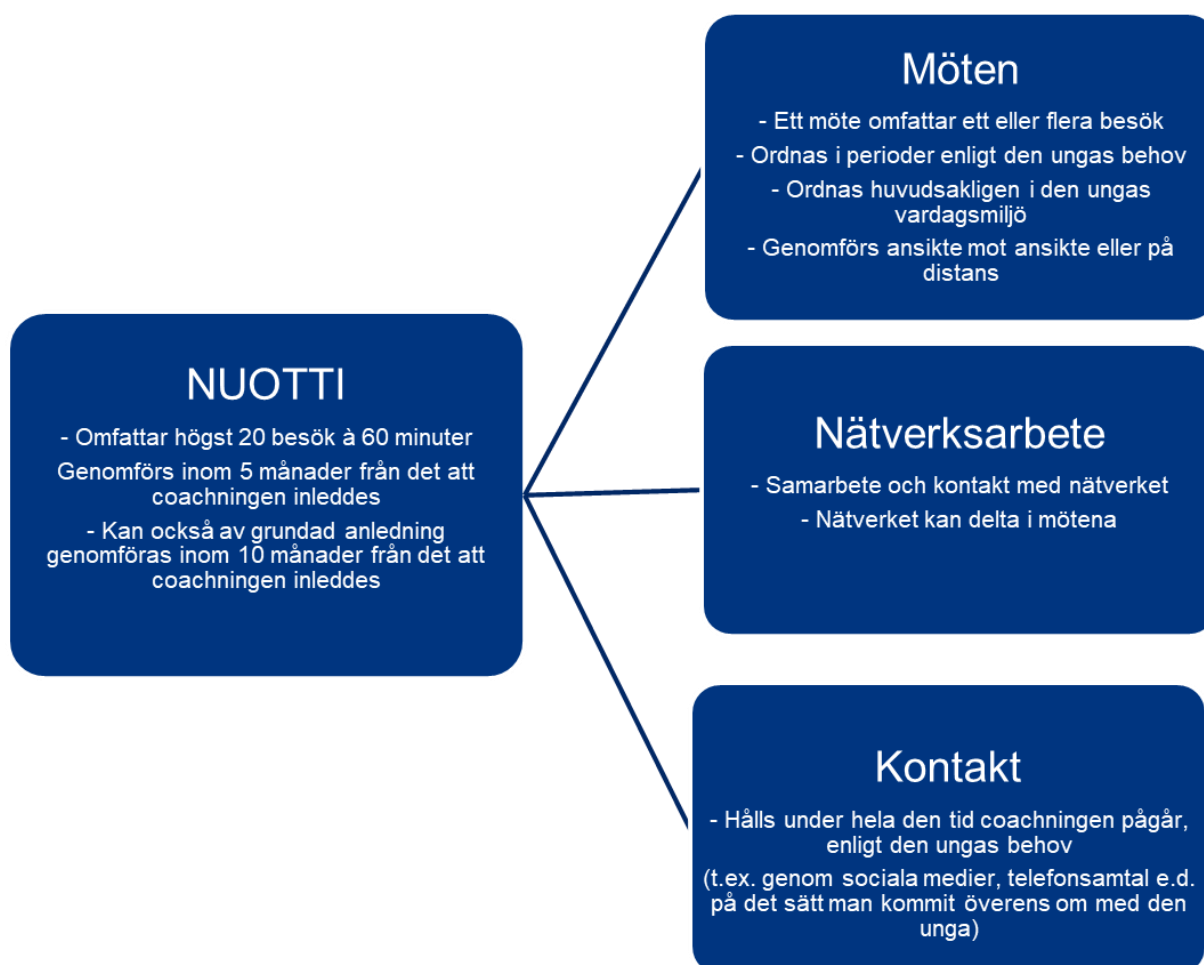 NUOTTI
- Omfattar högst 20 besök à 60 minuter
Genomförs inom 5 månader från det att
coachningen inleddes
- Kan också av grundad anledning
genomföras inom 10 månader från det att
coachningen inleddes
Möten
- Ett möte omfattar ett eller flera besök
- Ordnas i perioder enligt den ungas behov
- Ordnas huvudsakligen i den ungas
vardagsmiljö
- Genomförs ansikte mot ansikte eller på
distans
Nätverksarbete
- Samarbete och kontakt med nätverket
- Nätverket kan delta i mötena
Kontakt
- Hålls under hela den tid coachningen pågår,
enligt den ungas behov
(t.ex. genom sociala medier, telefonsamtal e.d.
på det sätt man kommit överens om med den
unga)